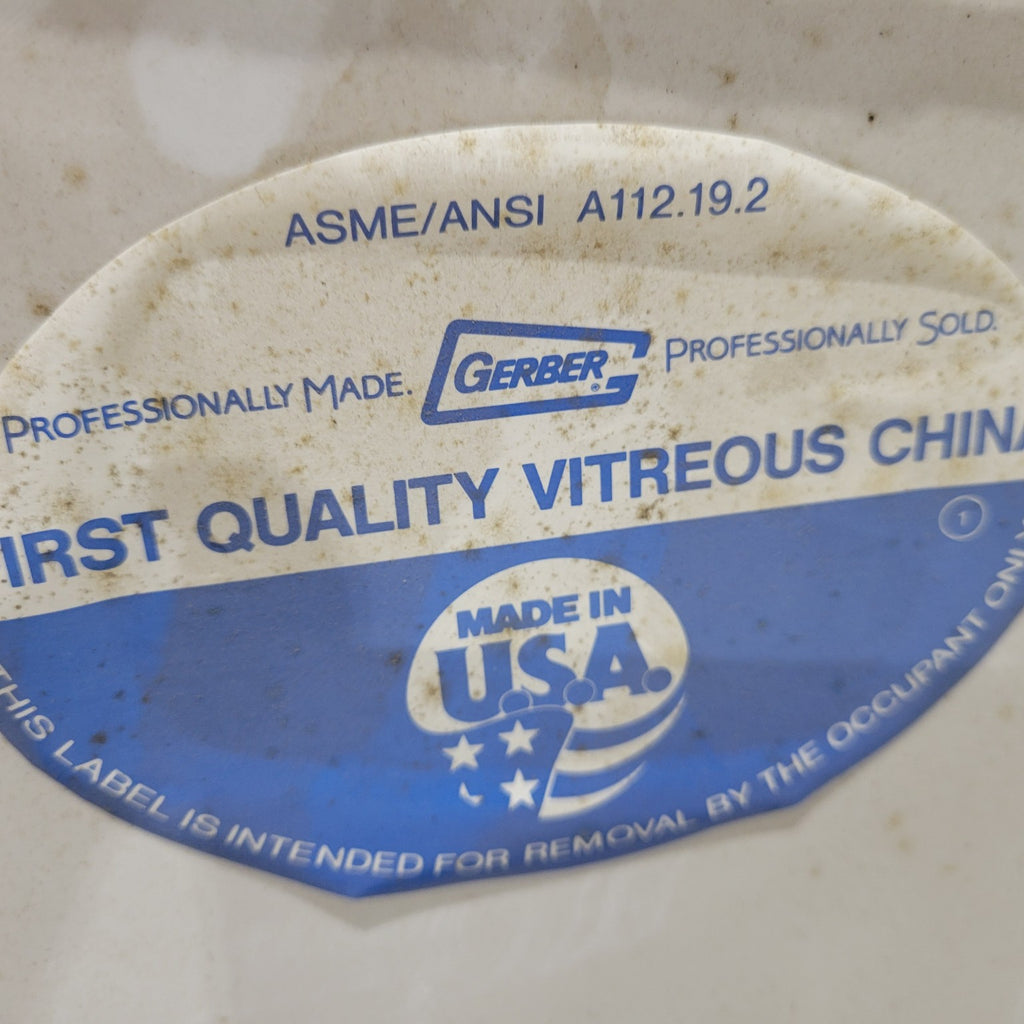 ASME/ANSI A112.19.2
PROFESSIONALLY MADE. GERBER® PROFESSIONALLY SOLD.
IRST QUALITY VITREOUS CHINA
1
MADE IN
U.S.A.
THIS LABEL IS INTENDED FOR REMOVAL BY THE OCCUPANT ONLY